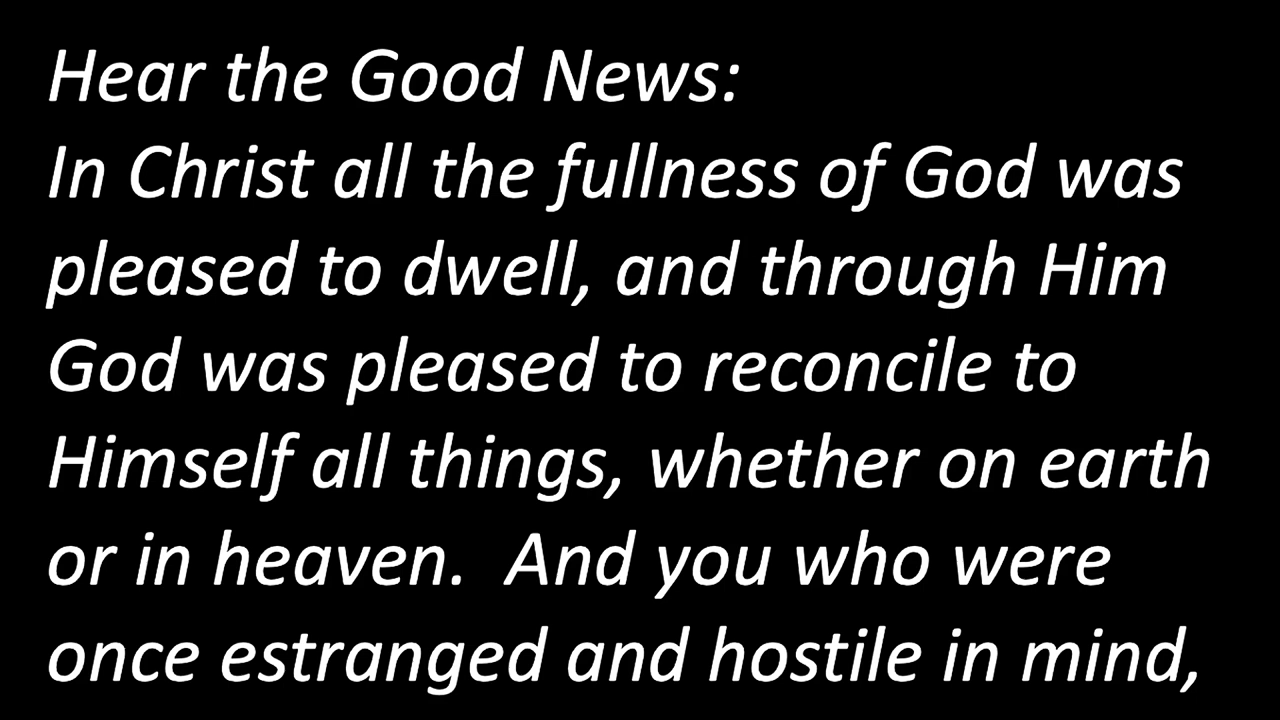 Hear the Good News:
In Christ all the fullness of God was
pleased to dwell, and through Him
God was pleased to reconcile to
Himself all things, whether on earth
or in heaven.  And you who were
once estranged and hostile in mind,